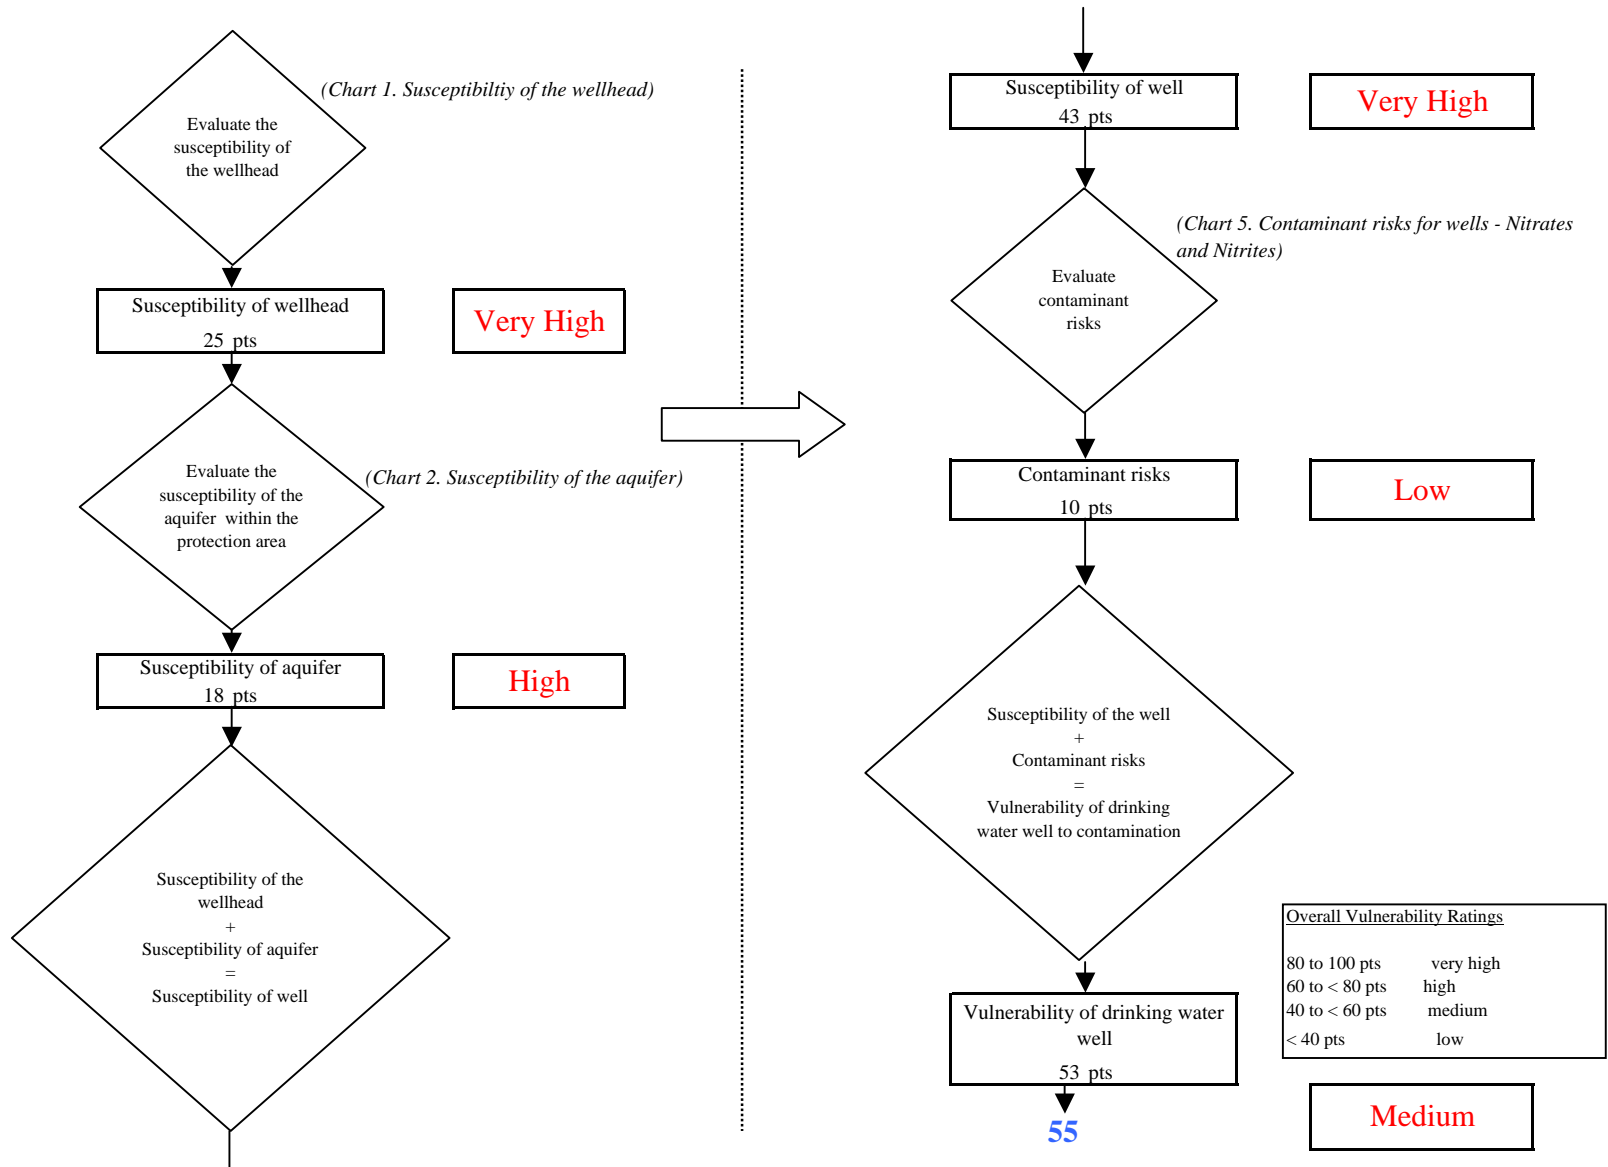 (Chart 1. Susceptibiltiy of the wellhead)
Evaluate the
susceptibility of
the wellhead
Susceptibility of wellhead
25 pts
Very High
Evaluate the
susceptibility of the
aquifer within the
protection area
(Chart 2. Susceptibility of the aquifer)
Susceptibility of aquifer
18 pts
High
Susceptibility of the
wellhead
+
Susceptibility of aquifer
=
Susceptibility of well
Susceptibility of well
43 pts
Very High
(Chart 5. Contaminant risks for wells - Nitrates
and Nitrites)
Evaluate
contaminant
risks
Contaminant risks
10 pts
Low
Susceptibility of the well
+
Contaminant risks
=
Vulnerability of drinking
water well to contamination
Overall Vulnerability Ratings
80 to 100 pts very high
60 to < 80 pts high
40 to < 60 pts medium
< 40 pts low
Vulnerability of drinking water
well
53 pts
55
Medium